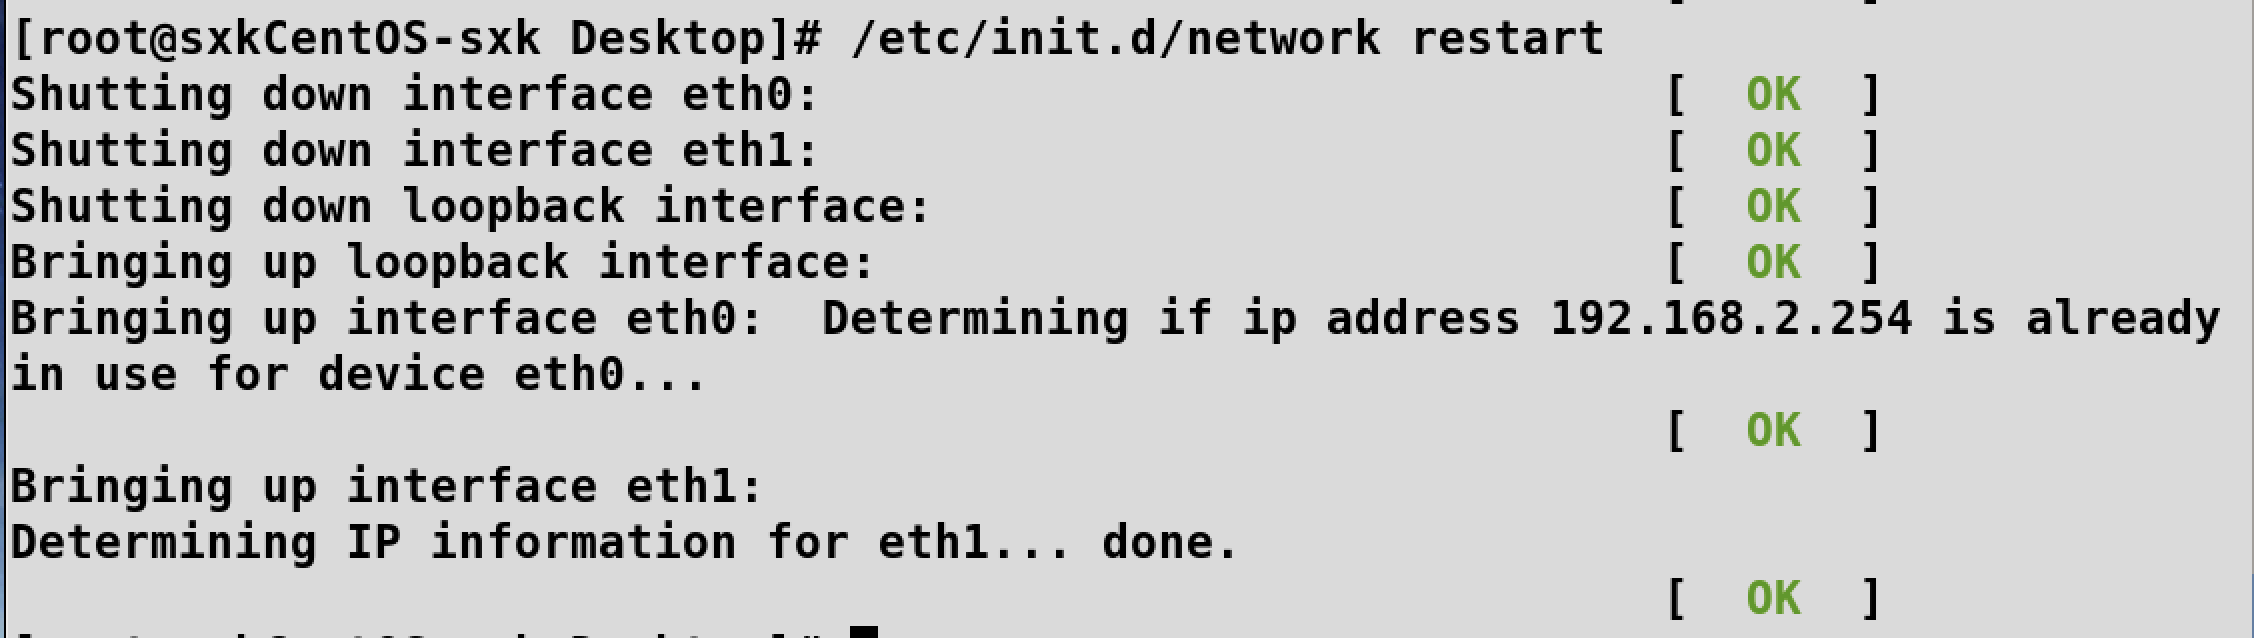 [root@sxkCentOS-sxk Desktop]# /etc/init.d/network restart
Shutting down interface eth0: [ OK ]
Shutting down interface eth1: [ OK ]
Shutting down loopback interface: [ OK ]
Bringing up loopback interface: [ OK ]
Bringing up interface eth0: Determining if ip address 192.168.2.254 is already
in use for device eth0...
[ OK ]
Bringing up interface eth1:
Determining IP information for eth1... done.
[ OK ]